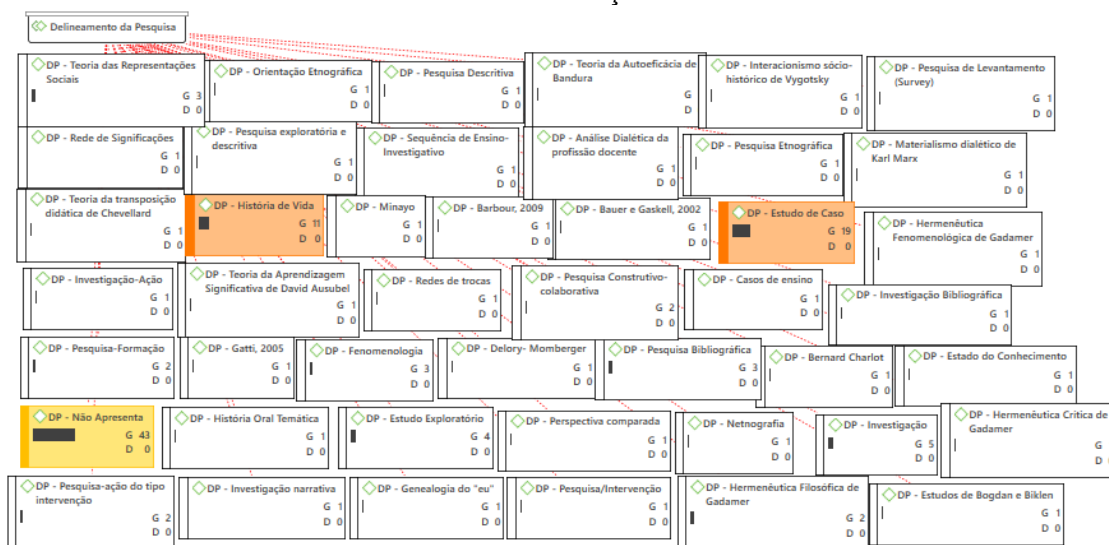 Delineamento da Pesquisa
DP - Teoria das Representações
Sociais
G 3
D 0
DP - Orientação Etnográfica
G 1
D 0
DP - Pesquisa Descritiva
G 1
D 0
DP - Teoria da Autoeficácia de
Bandura
G
D
DP - Interacionismo sócio-
histórico de Vygotsky
G 1
D 0
DP - Pesquisa de Levantamento
(Survey)
G 1
D 0
DP - Rede de Significações
G 1
D 0
DP - Pesquisa exploratória e
descritiva
G 1
D 0
DP - Sequência de Ensino-
Investigativo
G 1
D 0
DP - Análise Dialética da
profissão docente
G 1
D 0
DP - Pesquisa Etnográfica
G 1
D 0
DP - Materialismo dialético de
Karl Marx
G 1
D 0
DP - Teoria da transposição
didática de Chevellard
G 1
D 0
DP - História de Vida
G 11
D 0
DP - Minayo
G 1
D 0
DP - Barbour, 2009
G 1
D 0
DP - Bauer e Gaskell, 2002
G 1
D 0
DP - Estudo de Caso
G 19
D 0
DP - Hermenêutica
Fenomenológica de Gadamer
G 1
D 0
DP - Investigação-Ação
G 1
D 0
DP - Teoria da Aprendizagem
Significativa de David Ausubel
G 1
D 0
DP - Redes de trocas
G 1
D 0
DP - Pesquisa Construtivo-
colaborativa
G 2
D 0
DP - Casos de ensino
G 1
D 0
DP - Investigação Bibliográfica
G 1
D 0
DP - Pesquisa-Formação
G 2
D 0
DP - Gatti, 2005
G 1
D 0
DP - Fenomenologia
G 3
D 0
DP - Delory- Momberger
G 1
D 0
DP - Pesquisa Bibliográfica
G 3
D 0
DP - Bernard Charlot
G 1
D 0
DP - Estado do Conhecimento
G 1
D 0
DP - Não Apresenta
G 43
D 0
DP - História Oral Temática
G 1
D 0
DP - Estudo Exploratório
G 4
D 0
DP - Perspectiva comparada
G 1
D 0
DP - Netnografia
G 1
D 0
DP - Investigação
G 5
D 0
DP - Hermenêutica Crítica de
Gadamer
G
D
DP - Pesquisa-ação do tipo
intervenção
G 2
D 0
DP - Investigação narrativa
G 1
D 0
DP - Genealogia do "eu"
G 1
D 0
DP - Pesquisa/Intervenção
G 1
D 0
DP - Hermenêutica Filosófica de
Gadamer
G 2
D 0
DP - Estudos de Bogdan e Biklen
G 1
D 0